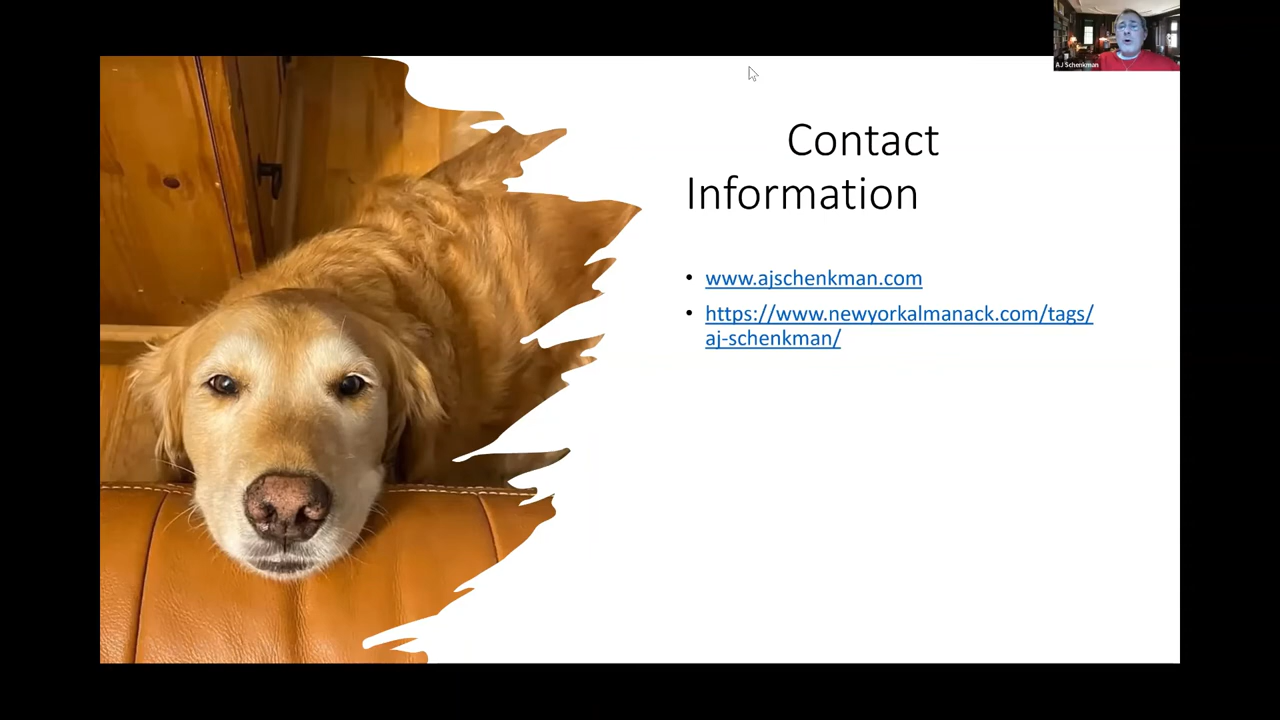 AJ Schenkman
Contact
Information
• www.ajschenkman.com
• https://www.newyorkalmanack.com/tags/
aj-schenkman/